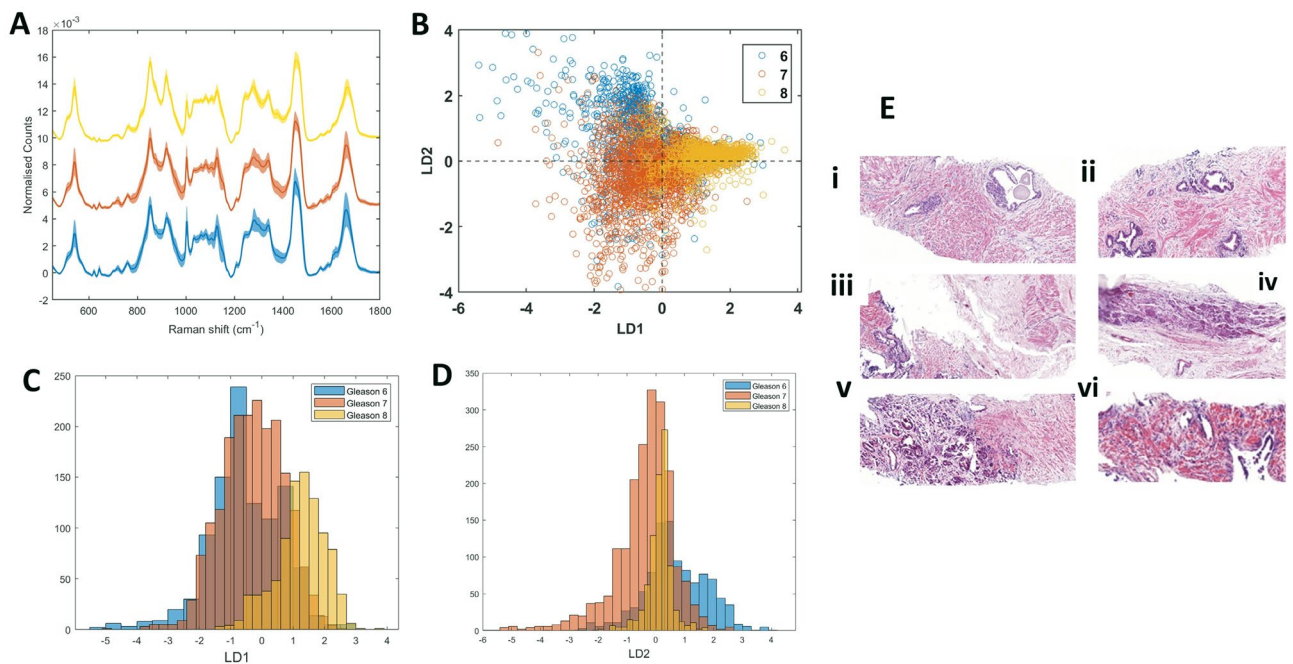 A
×10⁻³
18
16
14
12
10
8
6
4
2
0
-2
Normalised Counts
600 800 1000 1200 1400 1600 1800
Raman shift (cm⁻¹)
B
4
2
0
-2
-4
LD2
-6 -4 -2 0 2 4
LD1
6
7
8
C
250
200
150
100
50
0
-5 -4 -3 -2 -1 0 1 2 3 4
LD1
Gleason 6
Gleason 7
Gleason 8
D
350
300
250
200
150
100
50
0
-6 -5 -4 -3 -2 -1 0 1 2 3 4
LD2
Gleason 6
Gleason 7
Gleason 8
E
i
ii
iii
iv
v
vi